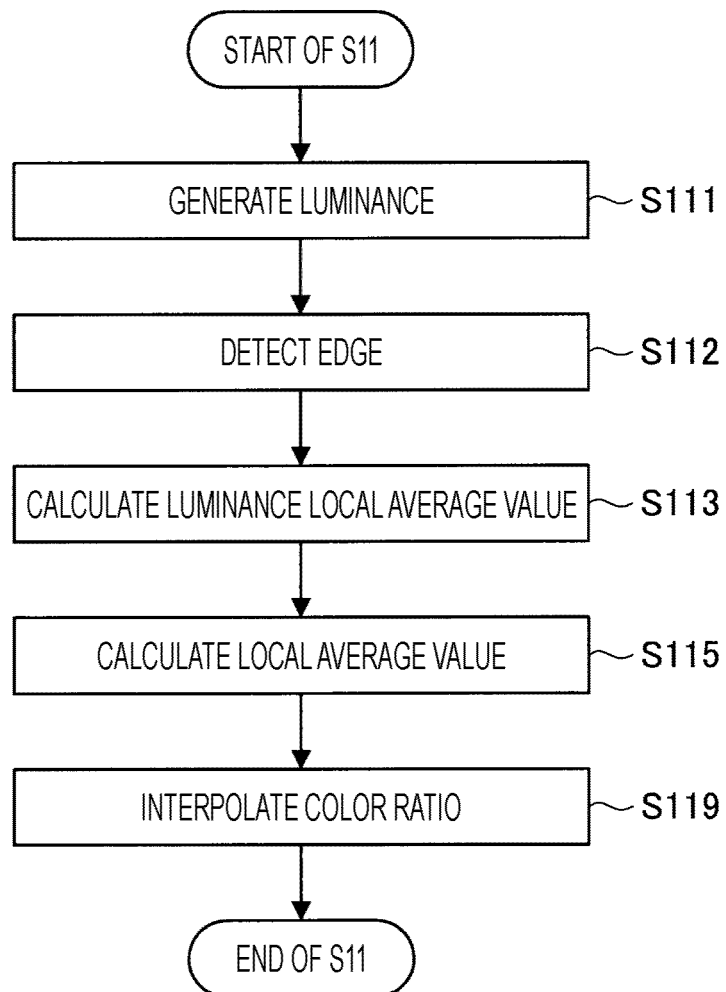 START OF S11
GENERATE LUMINANCE
S111
DETECT EDGE
S112
CALCULATE LUMINANCE LOCAL AVERAGE VALUE
S113
CALCULATE LOCAL AVERAGE VALUE
S115
INTERPOLATE COLOR RATIO
S119
END OF S11